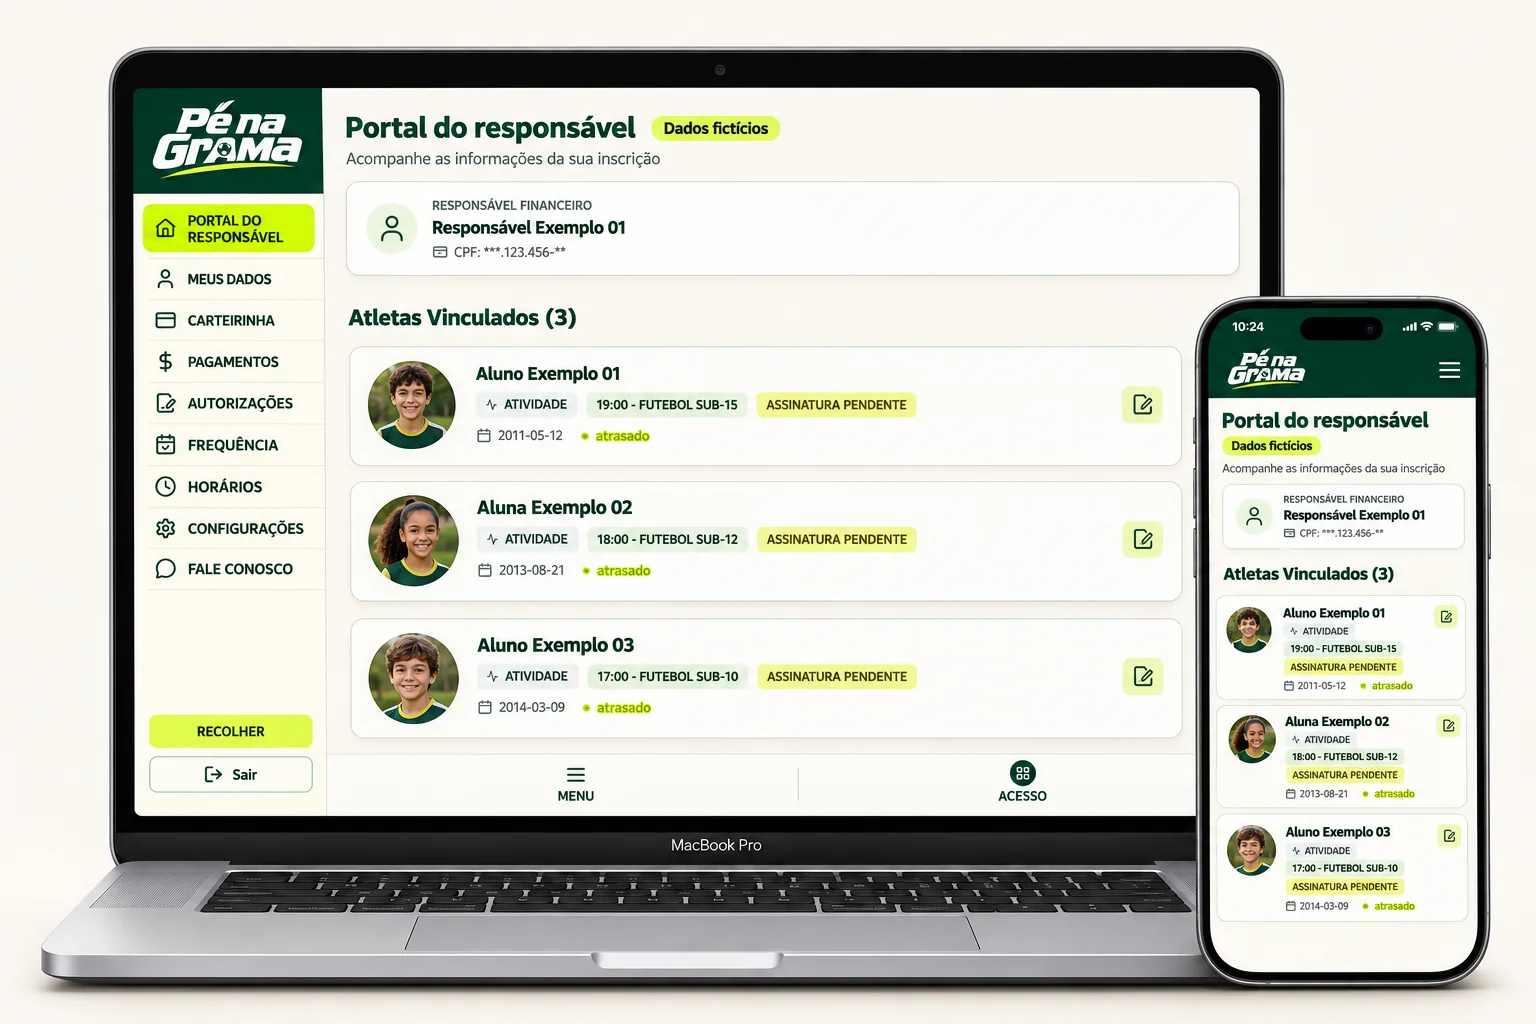 Pé na
GRAMA
PORTAL DO
RESPONSÁVEL
MEUS DADOS
CARTEIRINHA
PAGAMENTOS
AUTORIZAÇÕES
FREQUÊNCIA
HORÁRIOS
CONFIGURAÇÕES
FALE CONOSCO
RECOLHER
Sair
Portal do responsável Dados fictícios
Acompanhe as informações da sua inscrição
RESPONSÁVEL FINANCEIRO
Responsável Exemplo 01
CPF: ***.123.456-**
Atletas Vinculados (3)
Aluno Exemplo 01
ATIVIDADE 19:00 - FUTEBOL SUB-15 ASSINATURA PENDENTE
2011-05-12 atrasado
Aluna Exemplo 02
ATIVIDADE 18:00 - FUTEBOL SUB-12 ASSINATURA PENDENTE
2013-08-21 atrasado
Aluno Exemplo 03
ATIVIDADE 17:00 - FUTEBOL SUB-10 ASSINATURA PENDENTE
2014-03-09 atrasado
MENU ACESSO
MacBook Pro
10:24
Pé na
GRAMA
Portal do responsável
Dados fictícios
Acompanhe as informações da sua inscrição
RESPONSÁVEL FINANCEIRO
Responsável Exemplo 01
CPF: ***.123.456-**
Atletas Vinculados (3)
Aluno Exemplo 01
ATIVIDADE
19:00 - FUTEBOL SUB-15
ASSINATURA PENDENTE
2011-05-12 atrasado
Aluna Exemplo 02
ATIVIDADE
18:00 - FUTEBOL SUB-12
ASSINATURA PENDENTE
2013-08-21 atrasado
Aluno Exemplo 03
ATIVIDADE
17:00 - FUTEBOL SUB-10
ASSINATURA PENDENTE
2014-03-09 atrasado